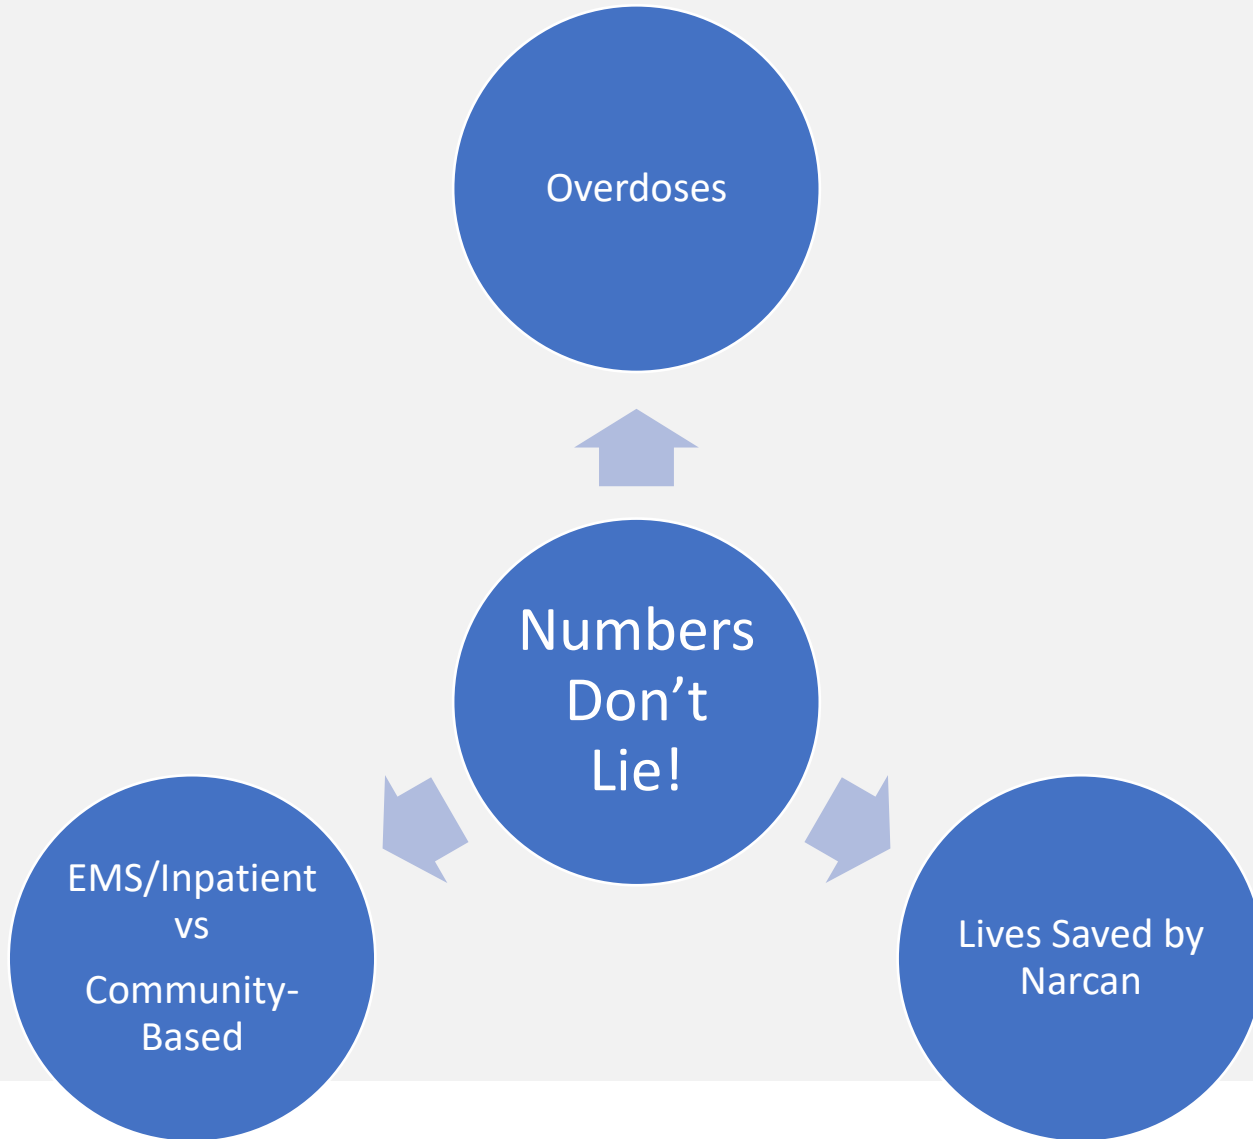 Overdoses
Numbers
Don’t
Lie!
EMS/Inpatient
vs
Community-
Based
Lives Saved by
Narcan